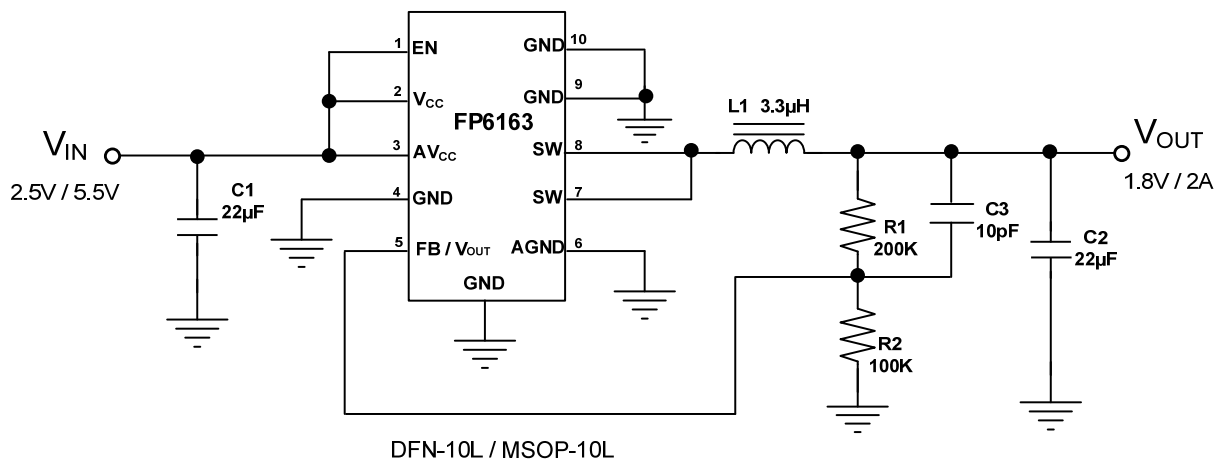 1 EN
GND 10
2 VCC
GND 9
FP6163
L1 3.3μH
VIN
3 AVCC
SW 8
VOUT
2.5V / 5.5V
1.8V / 2A
C1
22μF
4 GND
SW 7
R1
200K
C3
10pF
C2
22μF
5 FB / VOUT
AGND 6
GND
R2
100K
DFN-10L / MSOP-10L